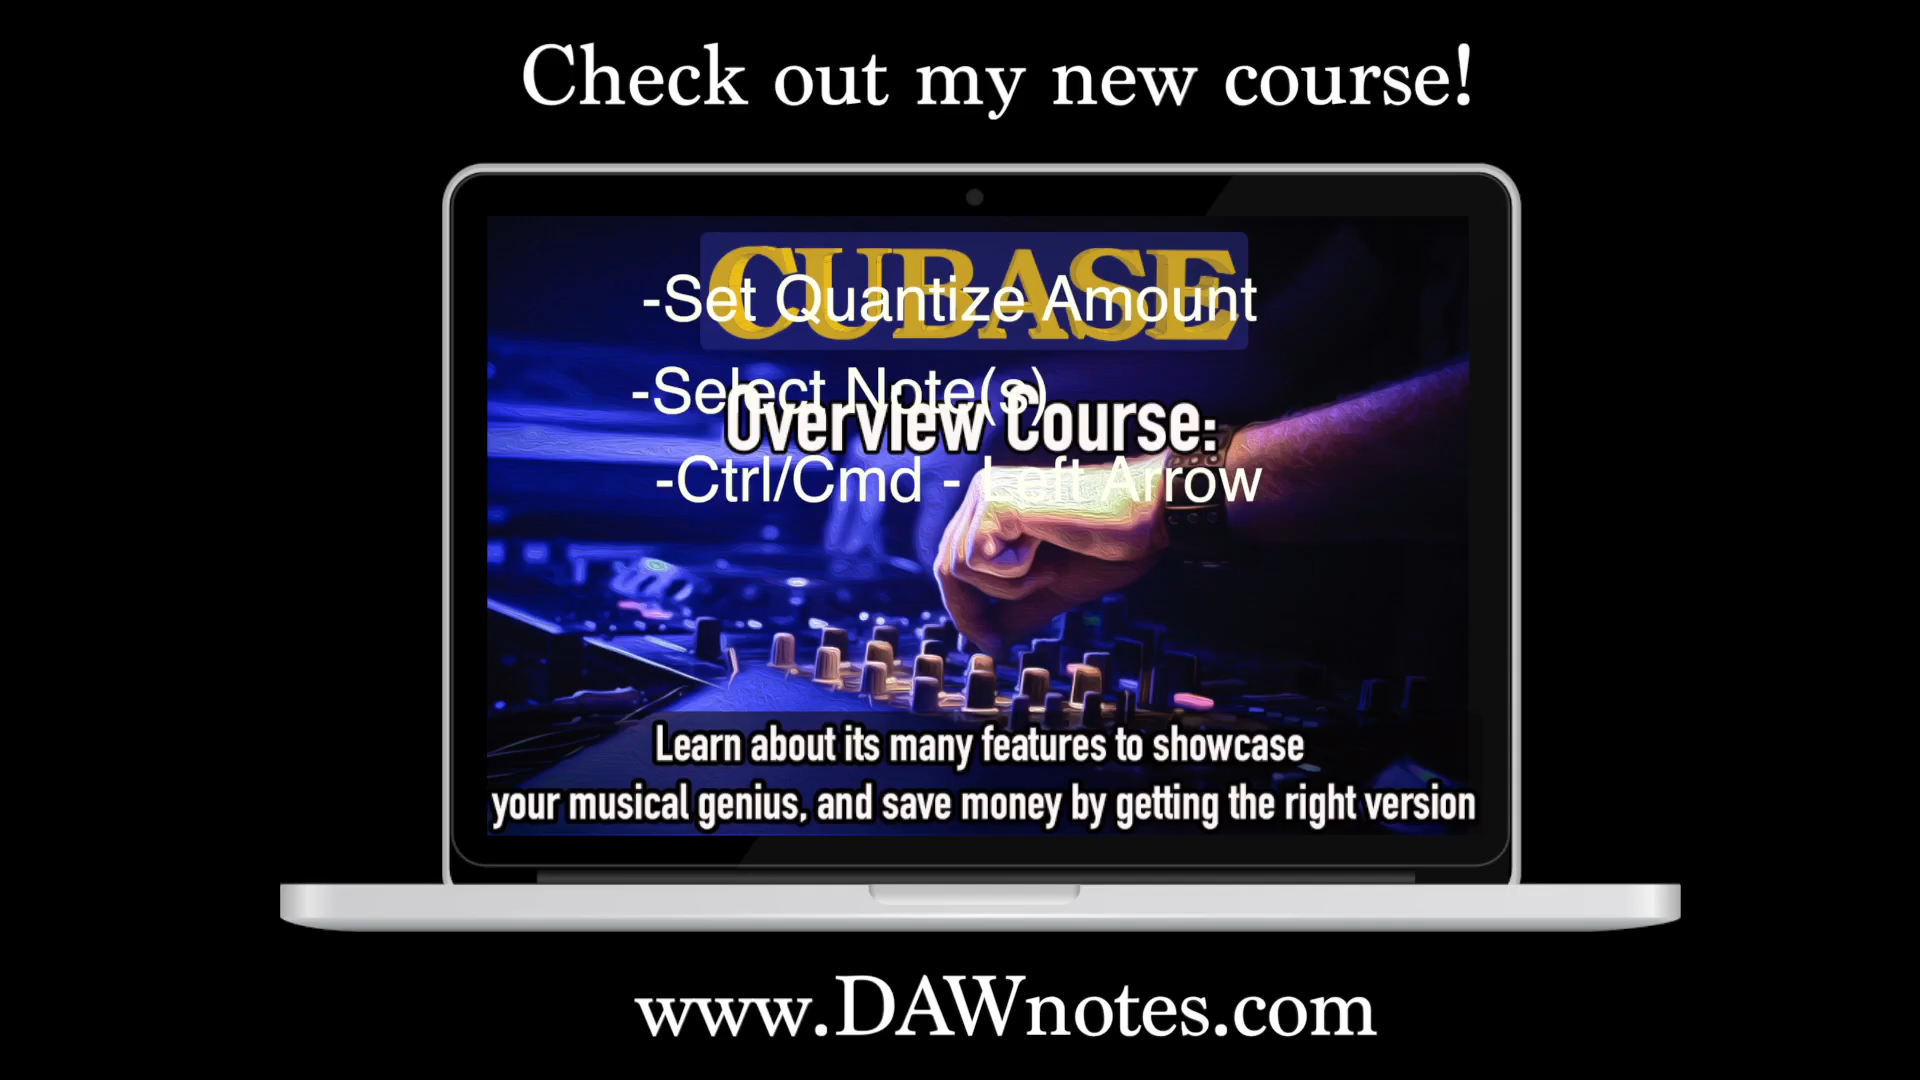 Check out my new course!
CUBASE
-Set Quantize Amount
-Select Note(s)
Overview Course:
-Ctrl/Cmd - Left Arrow
Learn about its many features to showcase
your musical genius, and save money by getting the right version
www.DAWnotes.com